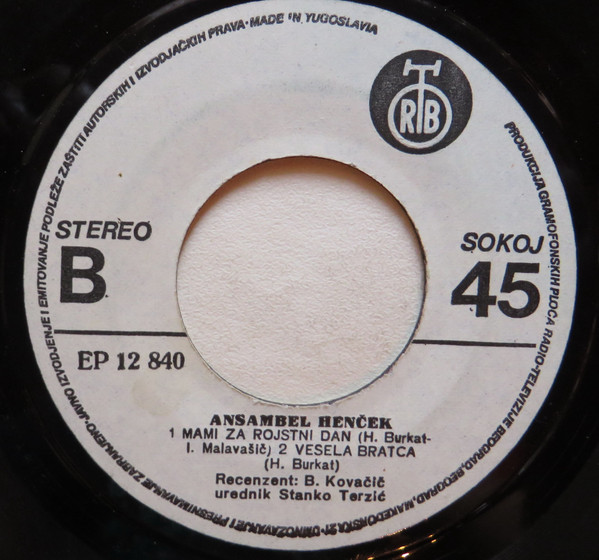 PRODUKCIJA GRAMOFONSKIH PLOČA RADIO-TELEVIZIJE BEOGRAD, BEOGRAD, MAKEDONSKA 21-UMNOŽAVANJE I PRESNIMAVANJE ZABRANJENO-JAVNO IZVODJENJE I EMITOVANJE PODLEŽE ZAŠTITI AUTORSKIH I IZVODJAČKIH PRAVA·MADE IN YUGOSLAVIA
RTB
STEREO
B
SOKOJ
45
EP 12 840
ANSAMBEL HENČEK
1 MAMI ZA ROJSTNI DAN (H. Burkat-
I. Malavašič) 2 VESELA BRATCA
(H. Burkat)
Recenzent: B. Kovačič
urednik Stanko Terzić